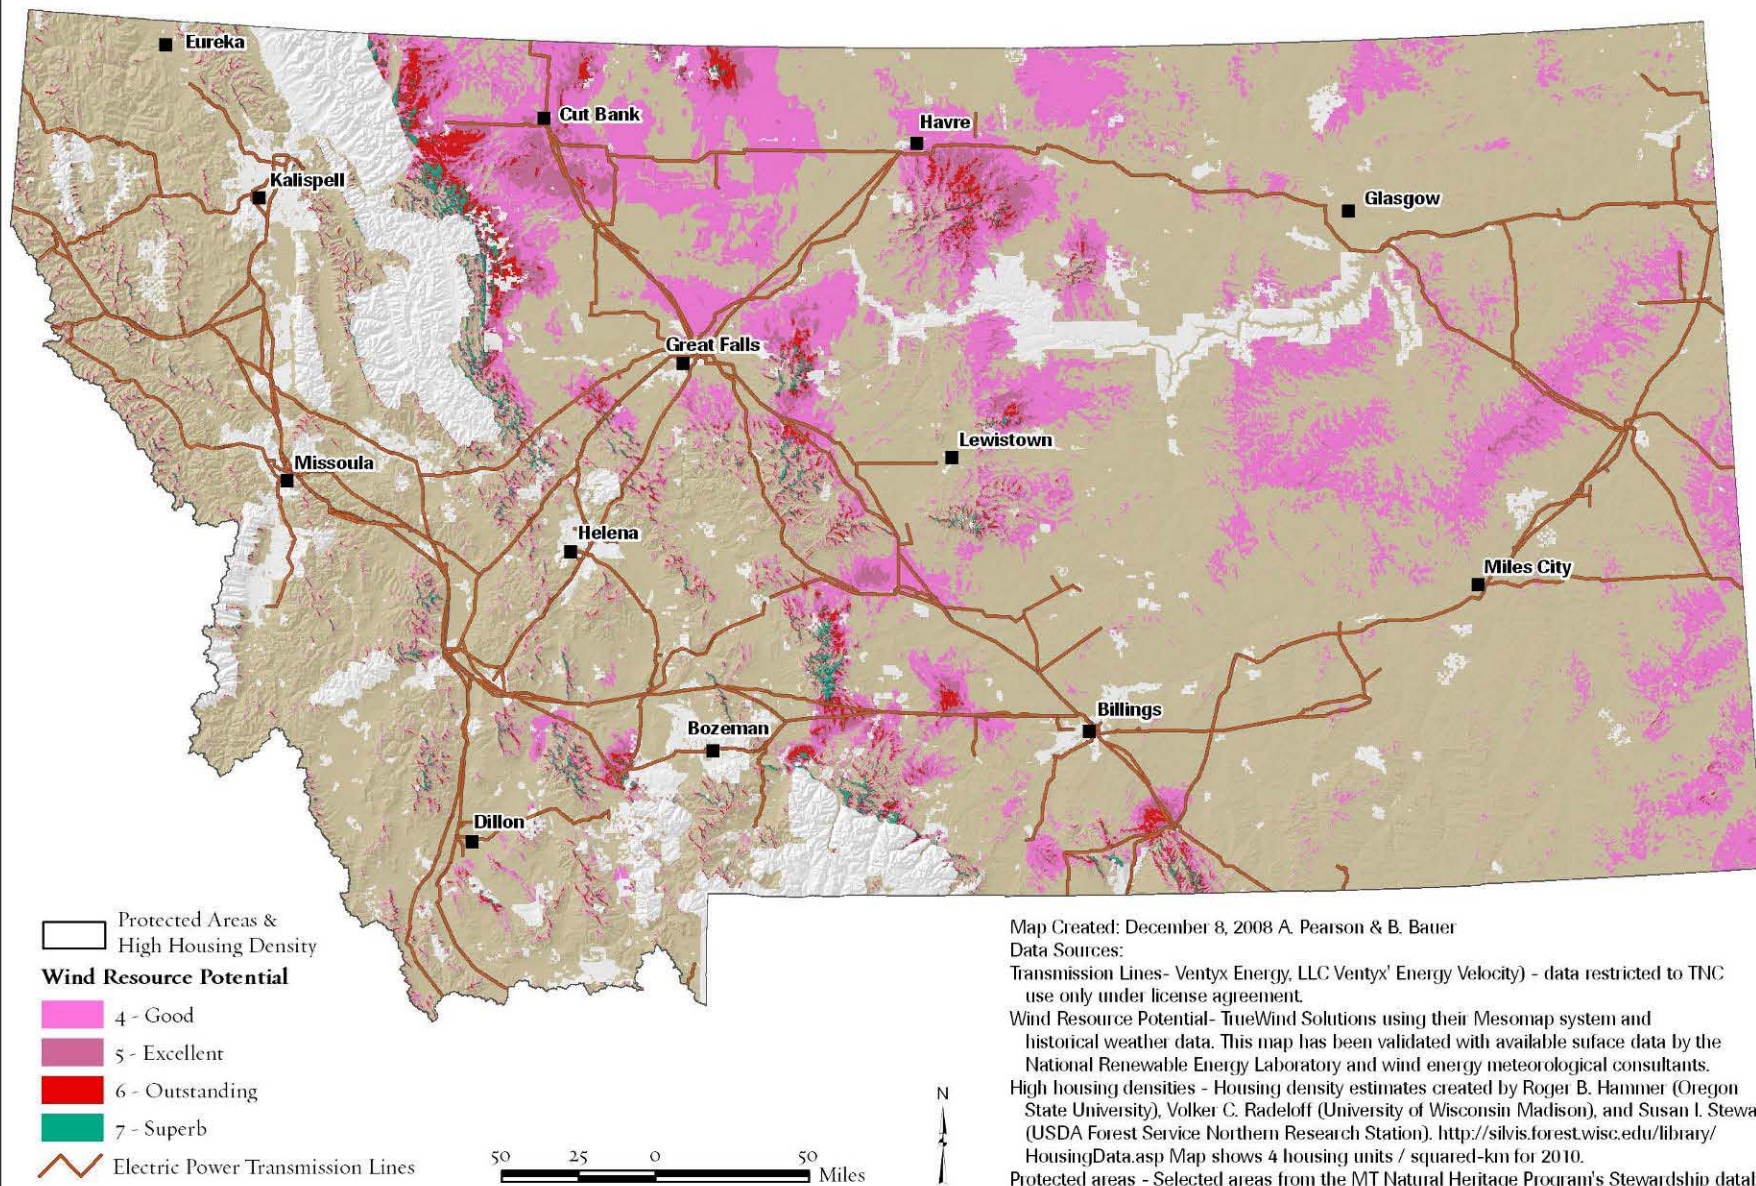 Eureka
Cut Bank
Havre
Kalispell
Glasgow
Great Falls
Lewistown
Missoula
Helena
Miles City
Billings
Bozeman
Dillon
Protected Areas &
High Housing Density
Wind Resource Potential
4 - Good
5 - Excellent
6 - Outstanding
7 - Superb
Electric Power Transmission Lines
50 25 0 50
Miles
N
Map Created: December 8, 2008 A. Pearson & B. Bauer
Data Sources:
Transmission Lines- Ventyx Energy, LLC Ventyx' Energy Velocity) - data restricted to TNC
use only under license agreement.
Wind Resource Potential- TrueWind Solutions using their Mesomap system and
historical weather data. This map has been validated with available suface data by the
National Renewable Energy Laboratory and wind energy meteorological consultants.
High housing densities - Housing density estimates created by Roger B. Hammer (Oregon
State University), Volker C. Radeloff (University of Wisconsin Madison), and Susan I. Stewa
(USDA Forest Service Northern Research Station). http://silvis.forest.wisc.edu/library/
HousingData.asp Map shows 4 housing units / squared-km for 2010.
Protected areas - Selected areas from the MT Natural Heritage Program's Stewardship data